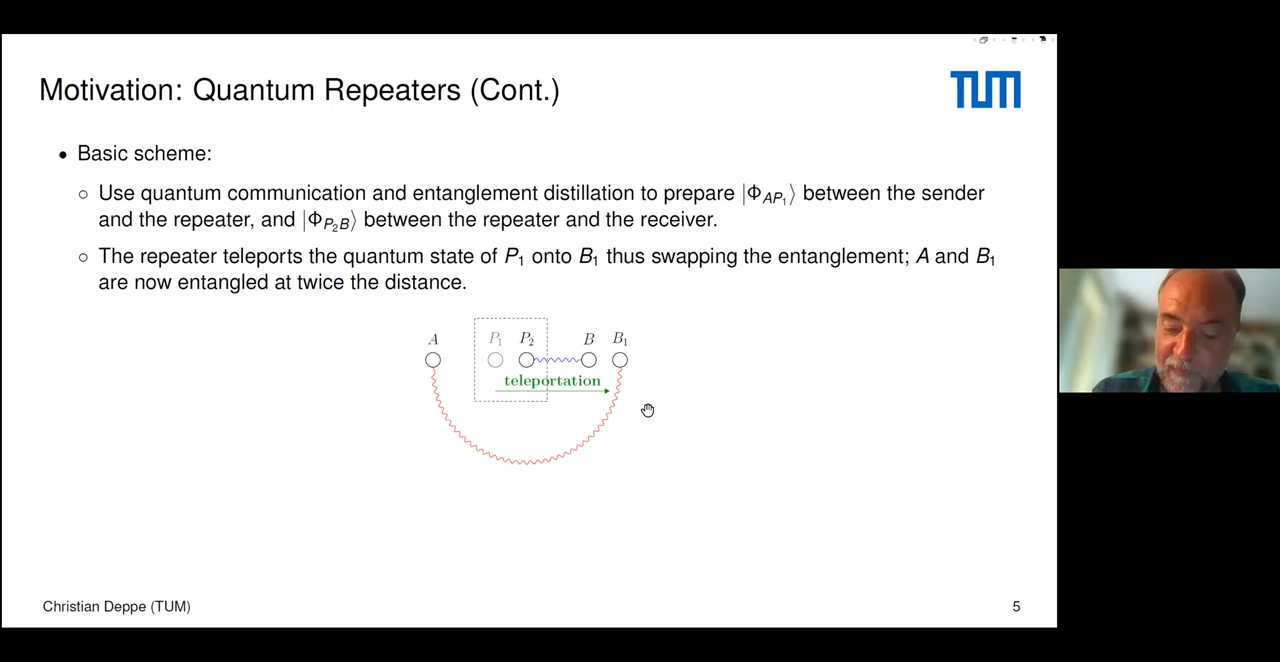 Motivation: Quantum Repeaters (Cont.)
TUM
• Basic scheme:
○ Use quantum communication and entanglement distillation to prepare |Φ_{AP₁}⟩ between the sender
and the repeater, and |Φ_{P₂B}⟩ between the repeater and the receiver.
○ The repeater teleports the quantum state of P₁ onto B₁ thus swapping the entanglement; A and B₁
are now entangled at twice the distance.
A P₁ P₂ B B₁
teleportation
Christian Deppe (TUM)
5